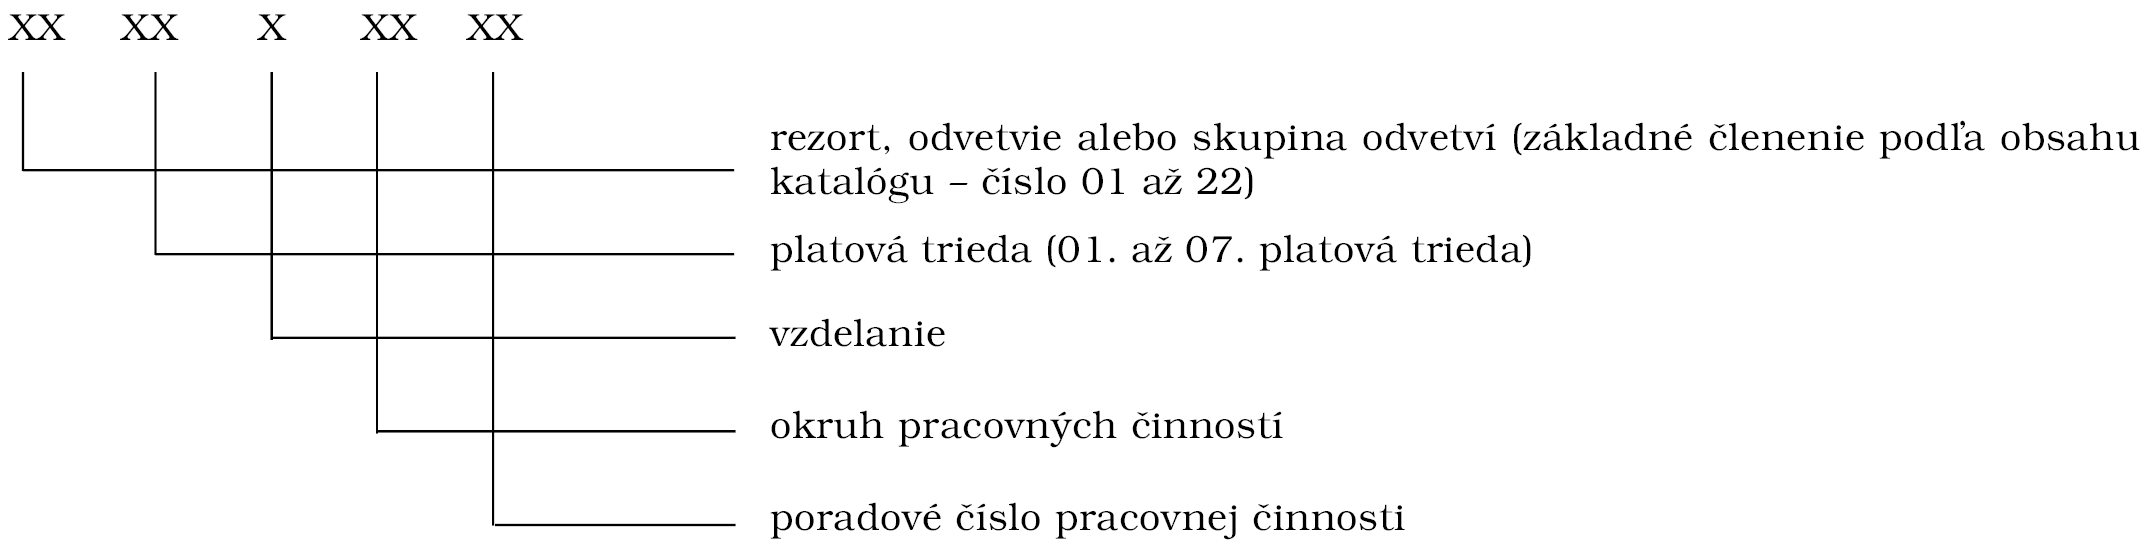 XX XX X XX XX
rezort, odvetvie alebo skupina odvetví (základné členenie podľa obsahu
katalógu – číslo 01 až 22)
platová trieda (01. až 07. platová trieda)
vzdelanie
okruh pracovných činností
poradové číslo pracovnej činnosti